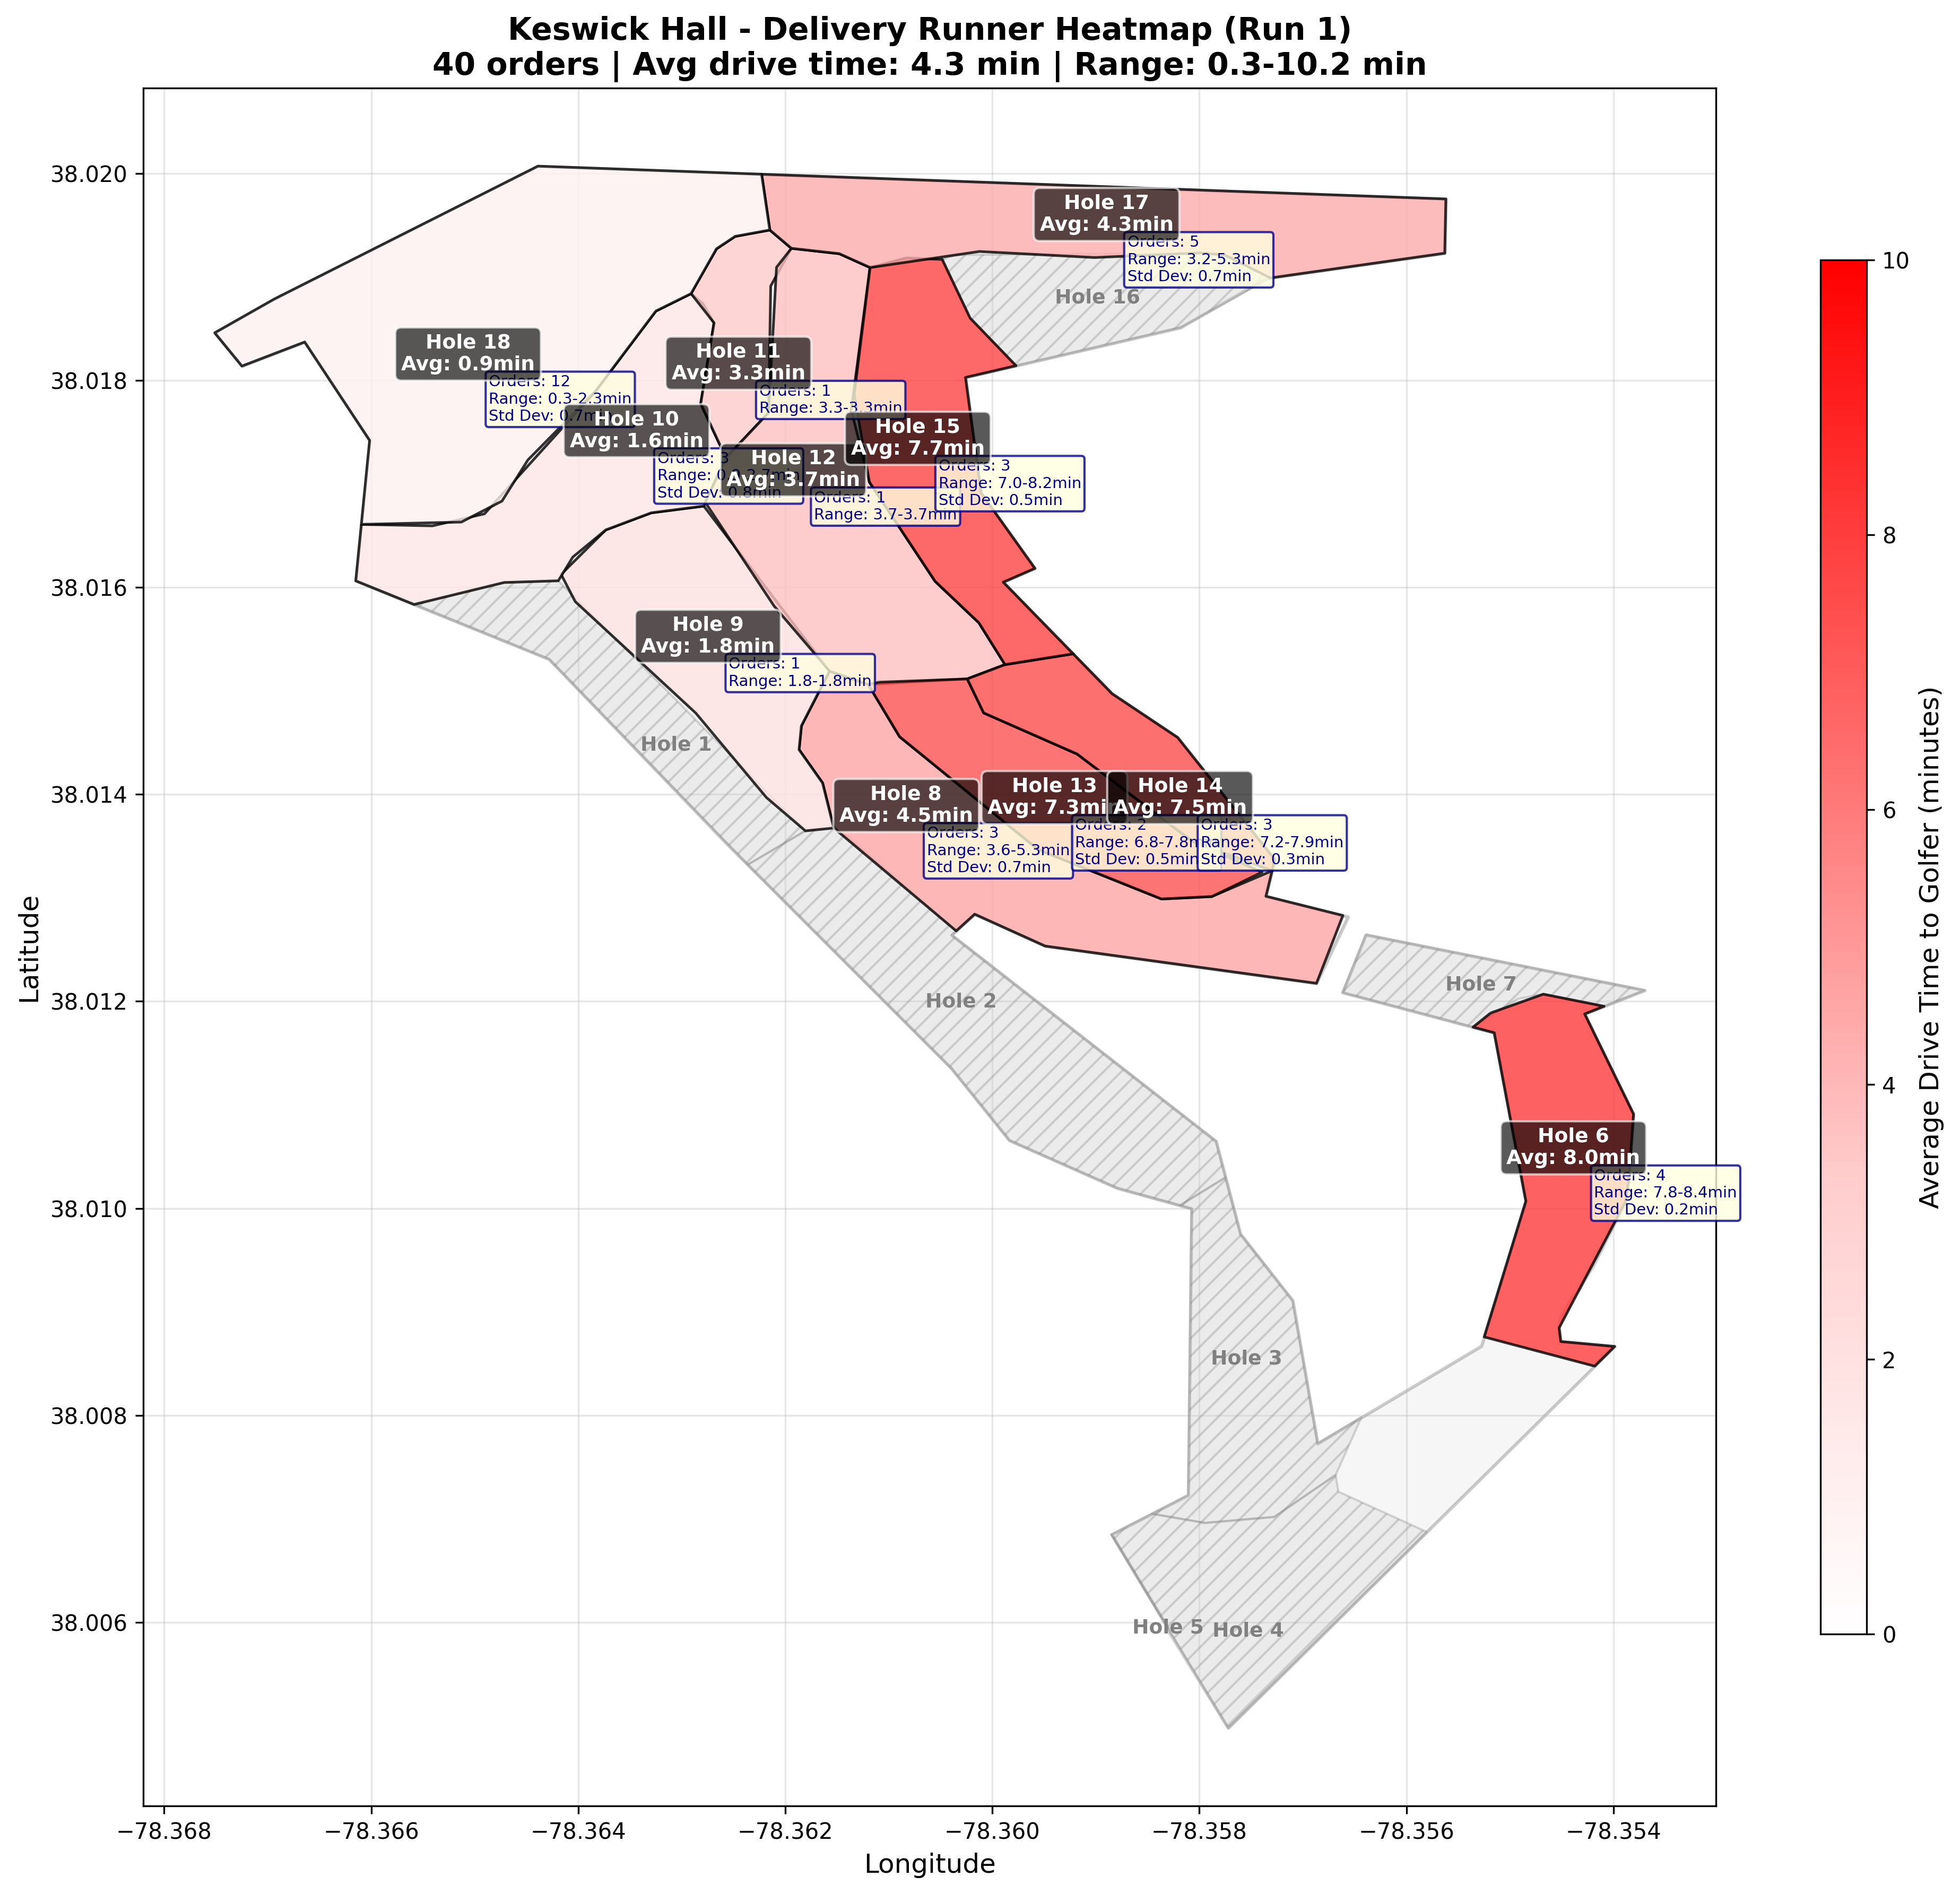 Keswick Hall - Delivery Runner Heatmap (Run 1)
40 orders | Avg drive time: 4.3 min | Range: 0.3-10.2 min
Latitude
38.020
38.018
38.016
38.014
38.012
38.010
38.008
38.006
Hole 17
Avg: 4.3min
Orders: 5
Range: 3.2-5.3min
Std Dev: 0.7min
Hole 16
Hole 18
Avg: 0.9min
Orders: 12
Range: 0.3-2.3min
Std Dev: 0.7min
Hole 11
Avg: 3.3min
Orders: 1
Range: 3.3-3.3min
Hole 10
Avg: 1.6min
Orders: 3
Range:
Std Dev: 0.8min
Hole 15
Avg: 7.7min
Orders: 3
Range: 7.0-8.2min
Std Dev: 0.5min
Hole 12
Avg: 3.7min
Orders: 1
Range: 3.7-3.7min
Hole 9
Avg: 1.8min
Orders: 1
Range: 1.8-1.8min
Hole 1
Hole 8
Avg: 4.5min
Orders: 3
Range: 3.6-5.3min
Std Dev: 0.7min
Hole 13
Avg: 7.3min
Orders: 2
Range: 6.8-7.8m
Std Dev: 0.5min
Hole 14
Avg: 7.5min
Orders: 3
Range: 7.2-7.9min
Std Dev: 0.3min
Hole 2
Hole 7
Hole 6
Avg: 8.0min
Orders: 4
Range: 7.8-8.4min
Std Dev: 0.2min
Hole 3
Hole 5
Hole 4
−78.368
−78.366
−78.364
−78.362
−78.360
−78.358
−78.356
−78.354
Longitude
10
8
6
4
2
0
Average Drive Time to Golfer (minutes)